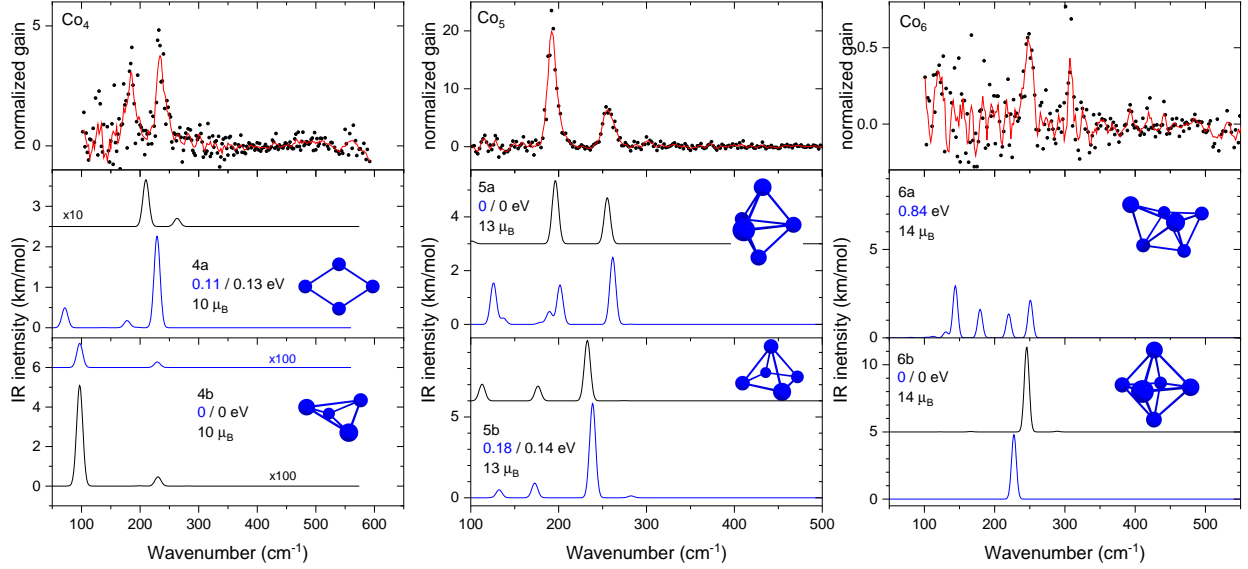 Co4
normalized gain
5
0
x10
4a
0.11 / 0.13 eV
10 μB
3
2
1
0
IR inetnsity (km/mol)
x100
4b
0 / 0 eV
10 μB
x100
6
4
2
0
100 200 300 400 500 600
Wavenumber (cm-1)
Co5
normalized gain
20
10
0
5a
0 / 0 eV
13 μB
4
2
0
IR inetnsity (km/mol)
5b
0.18 / 0.14 eV
13 μB
5
0
100 200 300 400 500
Wavenumber (cm-1)
Co6
normalized gain
0.5
0.0
6a
0.84 eV
14 μB
5
0
IR inetnsity (km/mol)
6b
0 / 0 eV
14 μB
10
5
0
100 200 300 400 500
Wavenumber (cm-1)